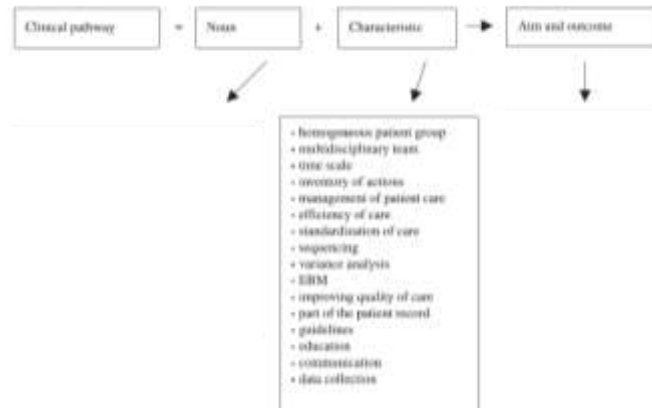 Clinical pathway = Noun + Characteristic Aim and outcome
- homogeneous patient group
- multidisciplinary team
- time scale
- inventory of actions
- management of patient care
- efficiency of care
- standardization of care
- sequencing
- variance analysis
- EBM
- improving quality of care
- part of the patient record
- guidelines
- education
- communication
- data collection